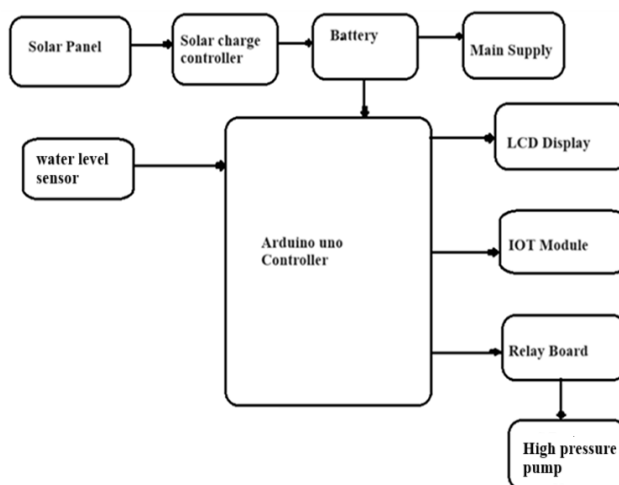 Solar Panel
Solar charge
controller
Battery
Main Supply
water level
sensor
Arduino uno
Controller
LCD Display
IOT Module
Relay Board
High pressure
pump